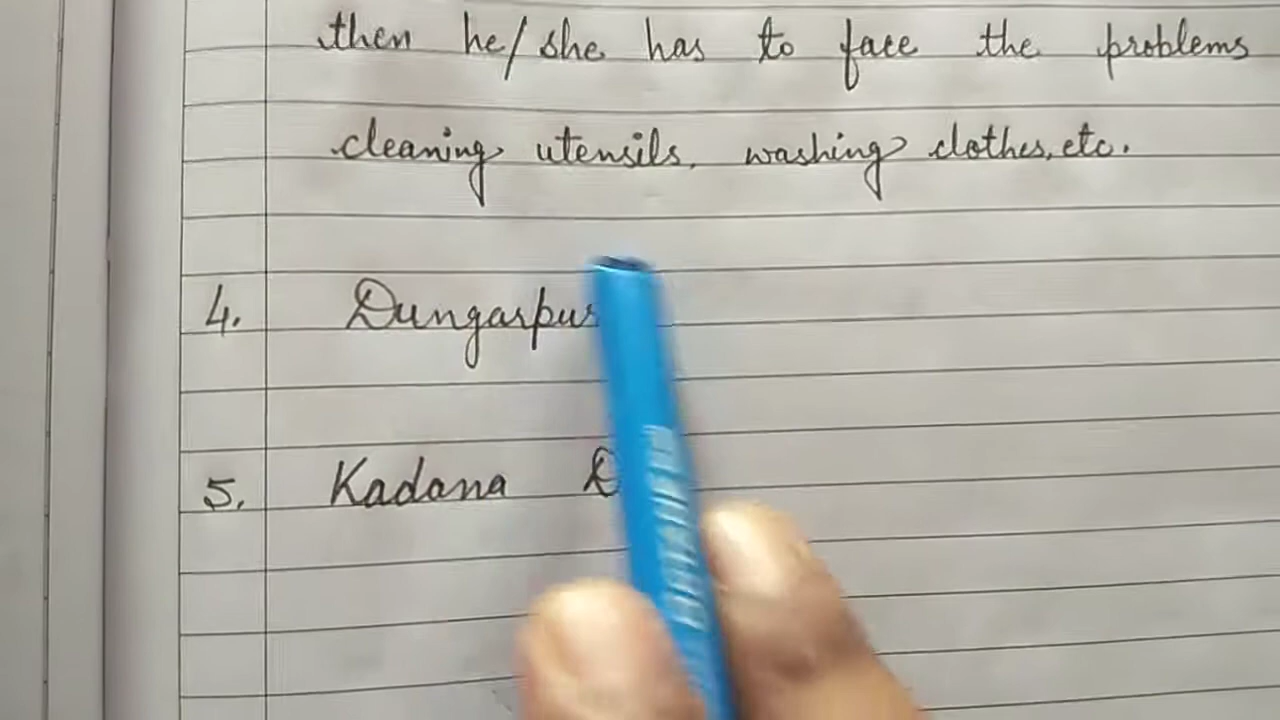 then he/she has to face the problems
cleaning utensils, washing clothes, etc.
4. Dungarpur
5. Kadana